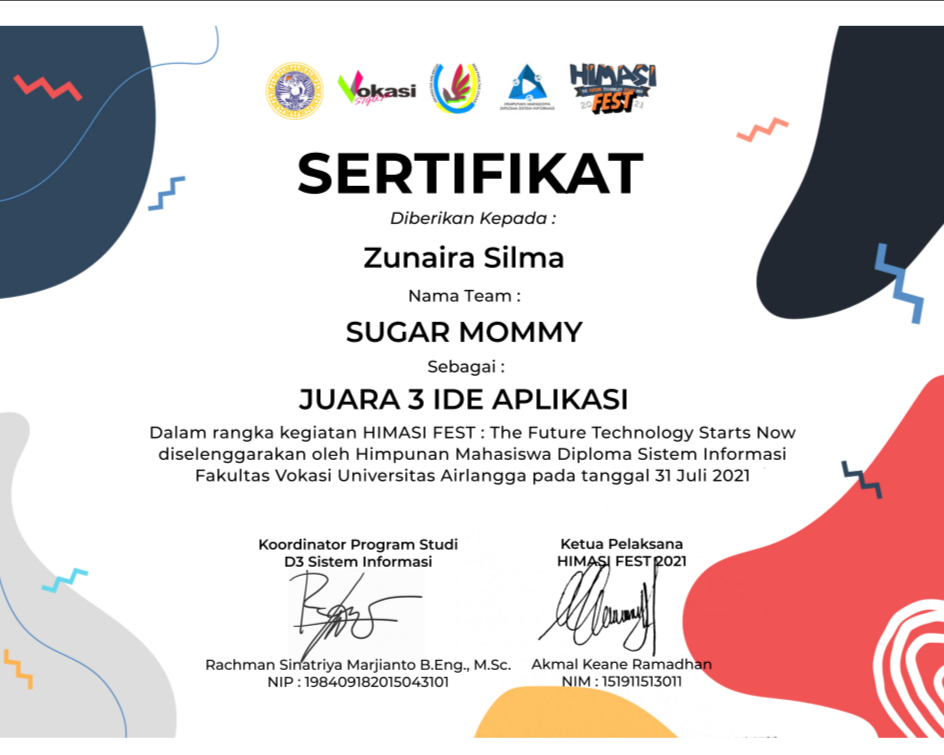 Vokasi
HIMASI
FEST
SERTIFIKAT
Diberikan Kepada :
Zunaira Silma
Nama Team :
SUGAR MOMMY
Sebagai :
JUARA 3 IDE APLIKASI
Dalam rangka kegiatan HIMASI FEST : The Future Technology Starts Now
diselenggarakan oleh Himpunan Mahasiswa Diploma Sistem Informasi
Fakultas Vokasi Universitas Airlangga pada tanggal 31 Juli 2021
Koordinator Program Studi
D3 Sistem Informasi
Rachman Sinatriya Marjianto B.Eng., M.Sc.
NIP : 198409182015043101
Ketua Pelaksana
HIMASI FEST 2021
Akmal Keane Ramadhan
NIM : 151911513011